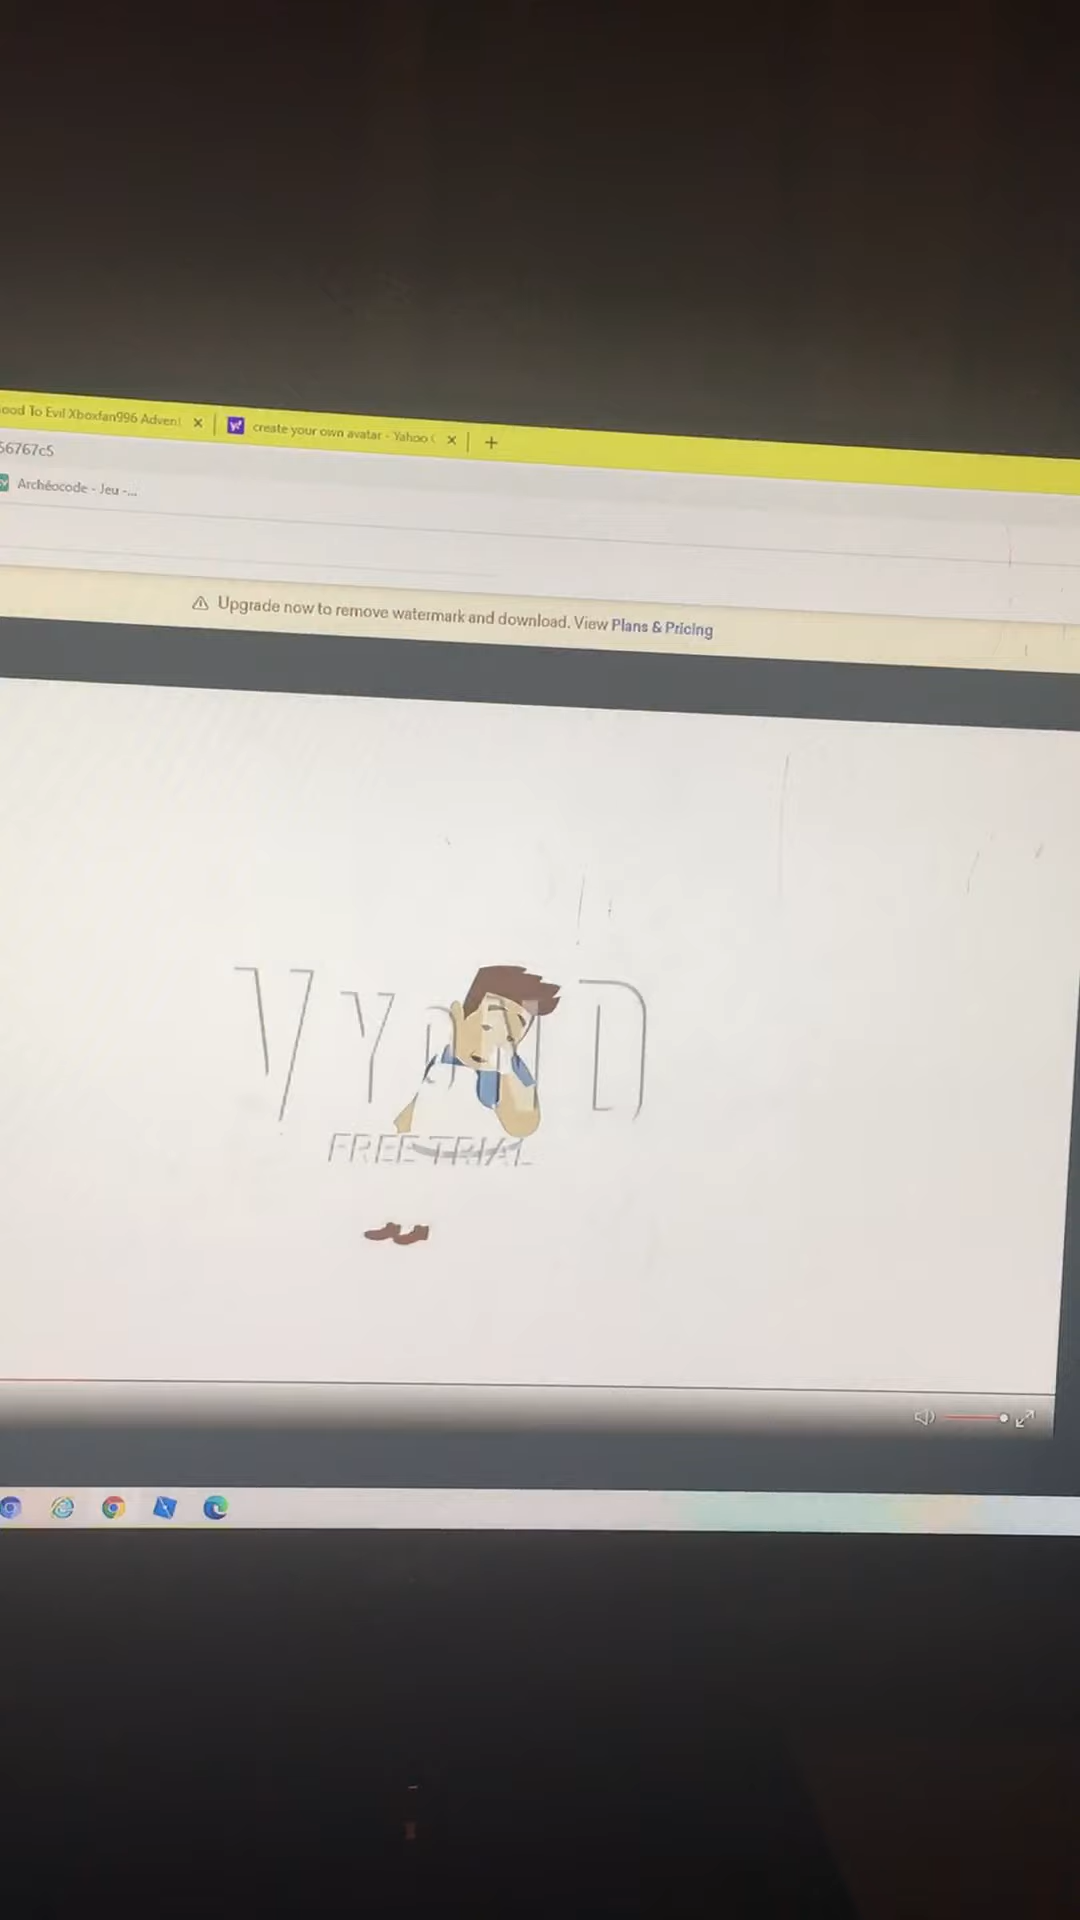 ood To Evil Xboxfan996 Advent
create your own avatar - Yahoo (
56767c5
Archéocode - Jeu -...
Upgrade now to remove watermark and download. View Plans & Pricing
VYOND
FREE TRIAL